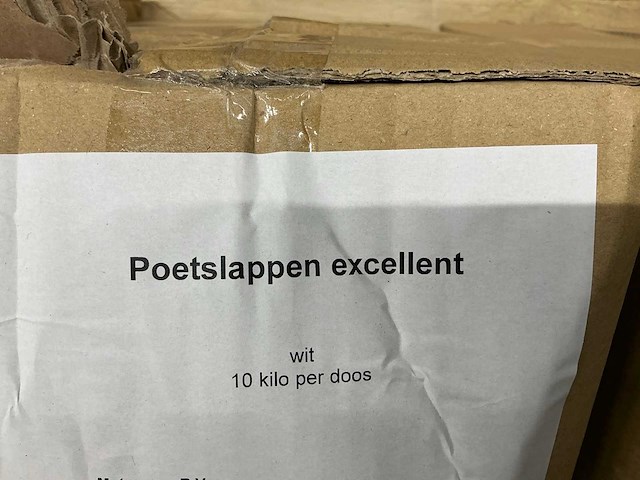 Poetslappen excellent
wit
10 kilo per doos